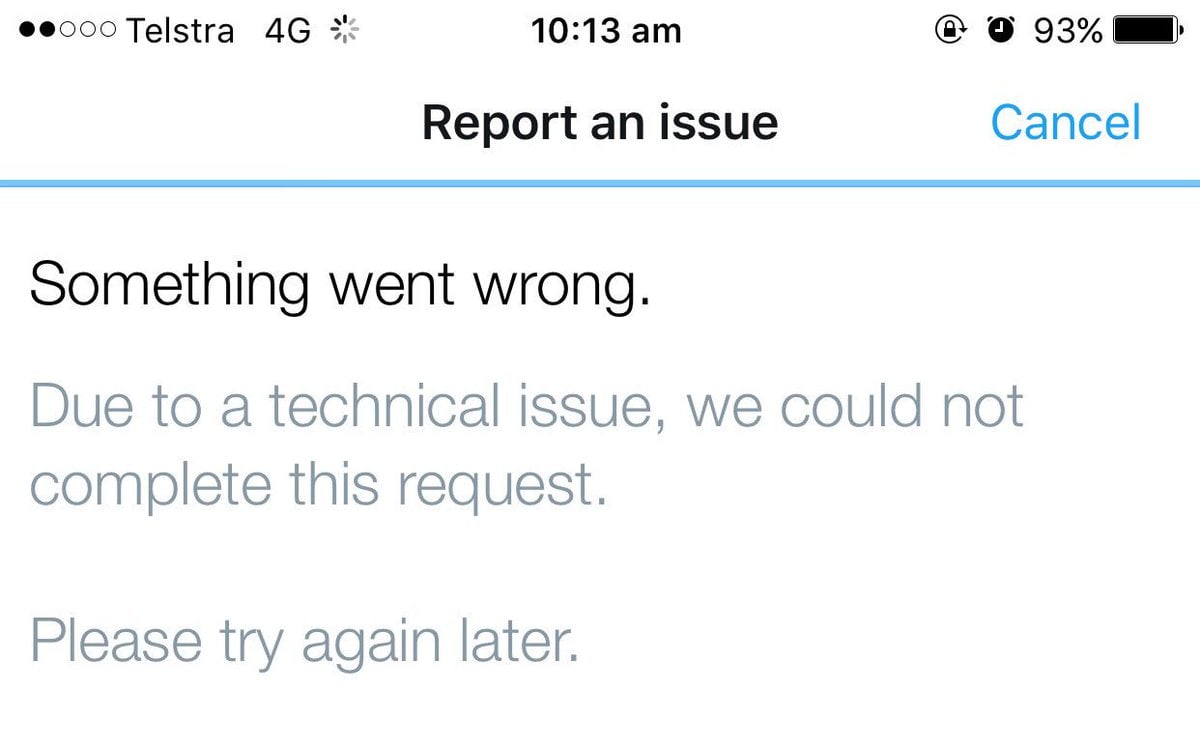 Telstra 4G 10:13 am 93%
Report an issue Cancel
Something went wrong.
Due to a technical issue, we could not
complete this request.
Please try again later.